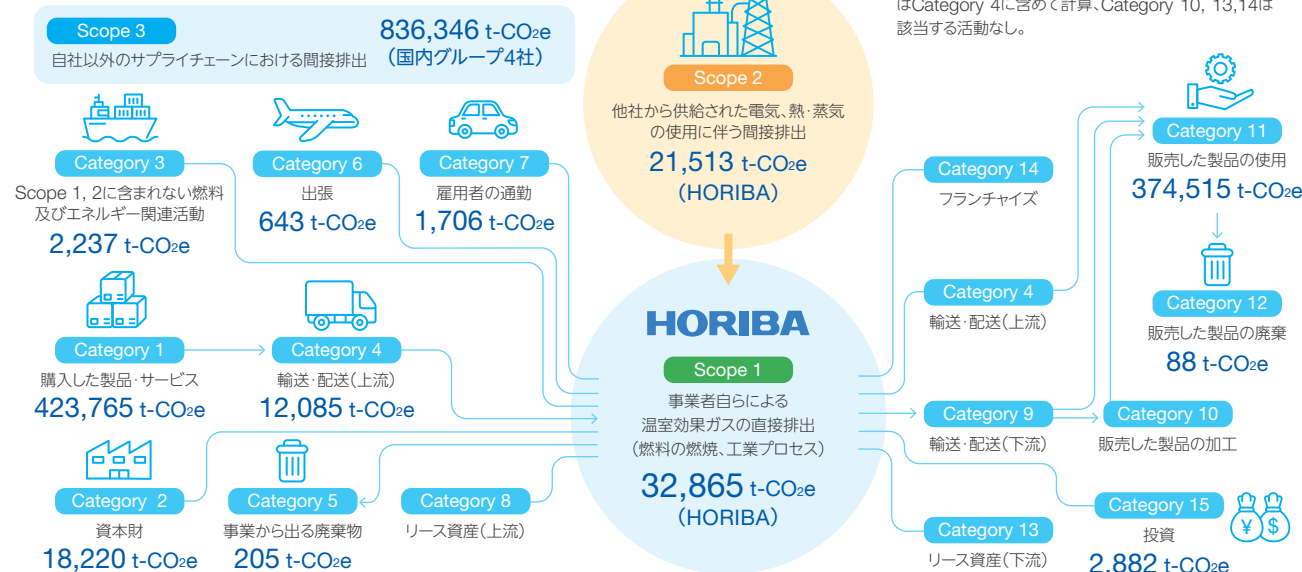 はCategory 4に含めて計算、Category 10, 13,14は
該当する活動なし。
Scope 3
836,346 t-CO2e
自社以外のサプライチェーンにおける間接排出
(国内グループ4社)
Scope 2
他社から供給された電気、熱・蒸気
の使用に伴う間接排出
21,513 t-CO2e
(HORIBA)
Category 3
Scope 1, 2に含まれない燃料
及びエネルギー関連活動
2,237 t-CO2e
Category 6
出張
643 t-CO2e
Category 7
雇用者の通勤
1,706 t-CO2e
Category 1
購入した製品・サービス
423,765 t-CO2e
Category 4
輸送・配送(上流)
12,085 t-CO2e
Category 2
資本財
18,220 t-CO2e
Category 5
事業から出る廃棄物
205 t-CO2e
Category 8
リース資産(上流)
HORIBA
Scope 1
事業者自らによる
温室効果ガスの直接排出
(燃料の燃焼、工業プロセス)
32,865 t-CO2e
(HORIBA)
Category 14
フランチャイズ
Category 4
輸送・配送(上流)
Category 9
輸送・配送(下流)
Category 13
リース資産(下流)
Category 11
販売した製品の使用
374,515 t-CO2e
Category 12
販売した製品の廃棄
88 t-CO2e
Category 10
販売した製品の加工
Category 15
¥ $
投資
2,882 t-CO2e